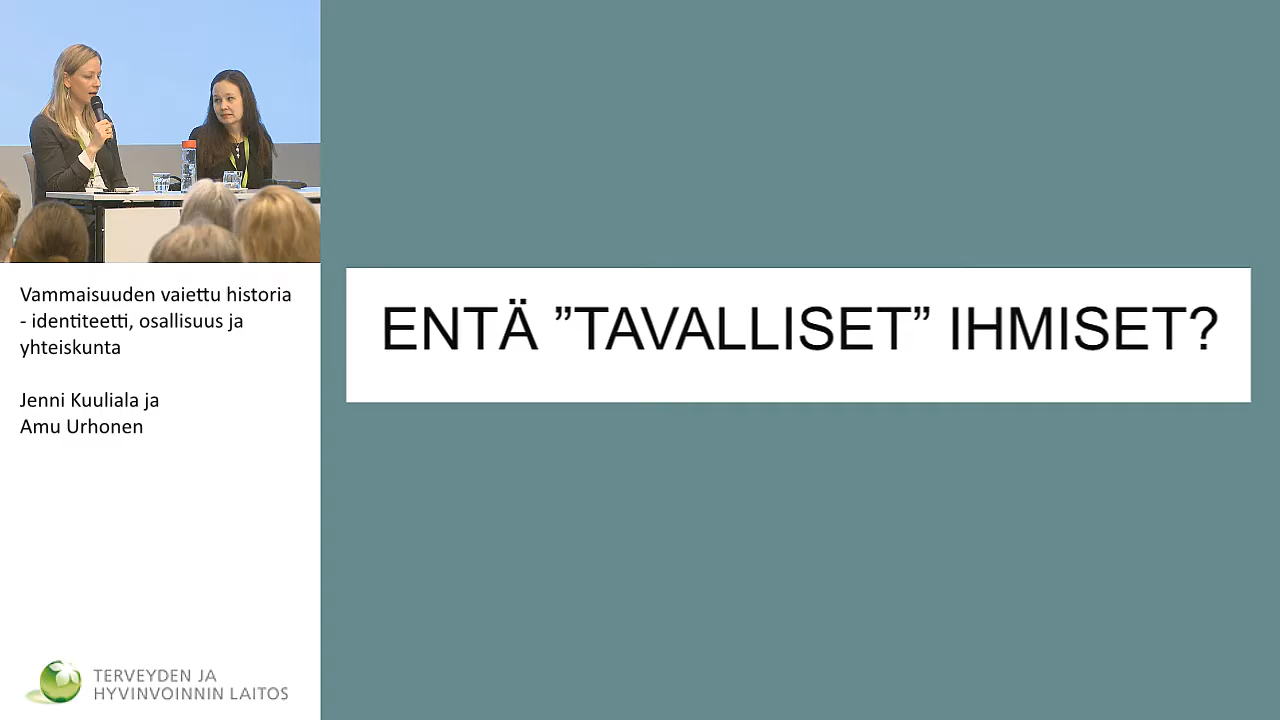 Vammaisuuden vaiettu historia
- identiteetti, osallisuus ja
yhteiskunta
Jenni Kuuliala ja
Amu Urhonen
TERVEYDEN JA
HYVINVOINNIN LAITOS
ENTÄ ”TAVALLISET” IHMISET?